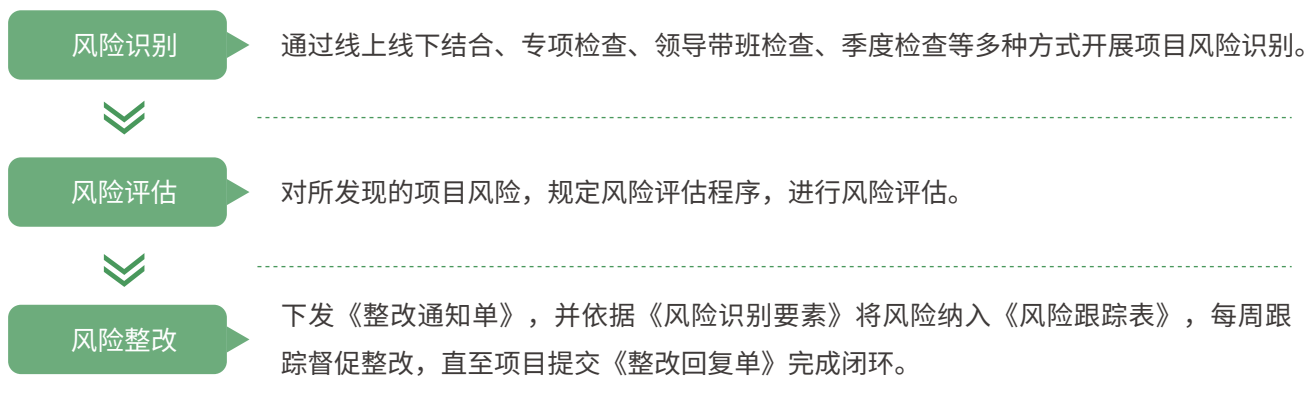 风险识别
通过线上线下结合、专项检查、领导带班检查、季度检查等多种方式开展项目风险识别。
风险评估
对所发现的项目风险，规定风险评估程序，进行风险评估。
风险整改
下发《整改通知单》，并依据《风险识别要素》将风险纳入《风险跟踪表》，每周跟
踪督促整改，直至项目提交《整改回复单》完成闭环。